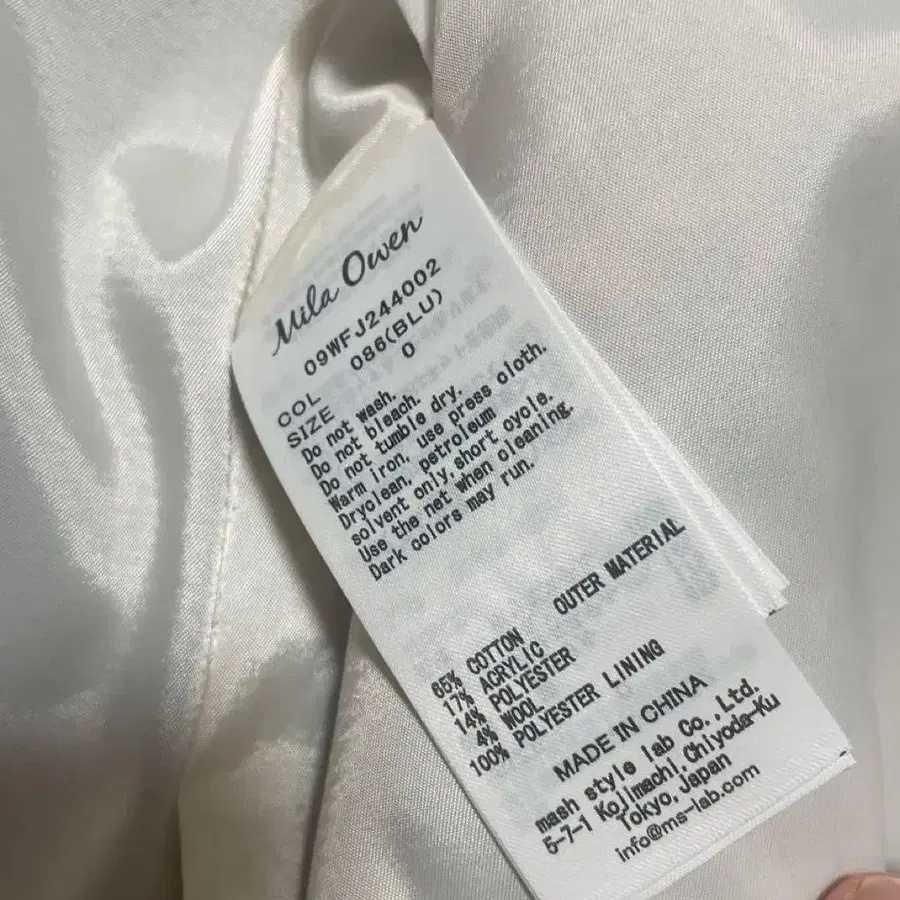 Mila Owen
09WFJ244002
COL 086(BLU)
SIZE 0
Do not wash.
Do not bleach.
Do not tumble dry.
Warm iron, use press cloth.
Dryclean, petroleum
solvent only, short cycle.
Use the net when cleaning.
Dark colors may run.
OUTER MATERIAL
65% COTTON
17% ACRYLIC
14% POLYESTER
4% WOOL
100% POLYESTER LINING
MADE IN CHINA
mash style lab Co., Ltd.
5-7-1 Kojimachi, Chiyoda-Ku
Tokyo, Japan
info@ms-lab.com